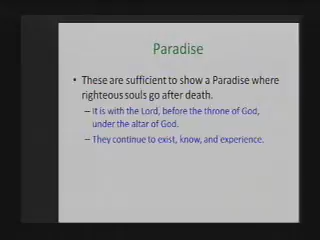 Paradise
• These are sufficient to show a Paradise where
righteous souls go after death.
– It is with the Lord, before the throne of God,
under the altar of God.
– They continue to exist, know, and experience.